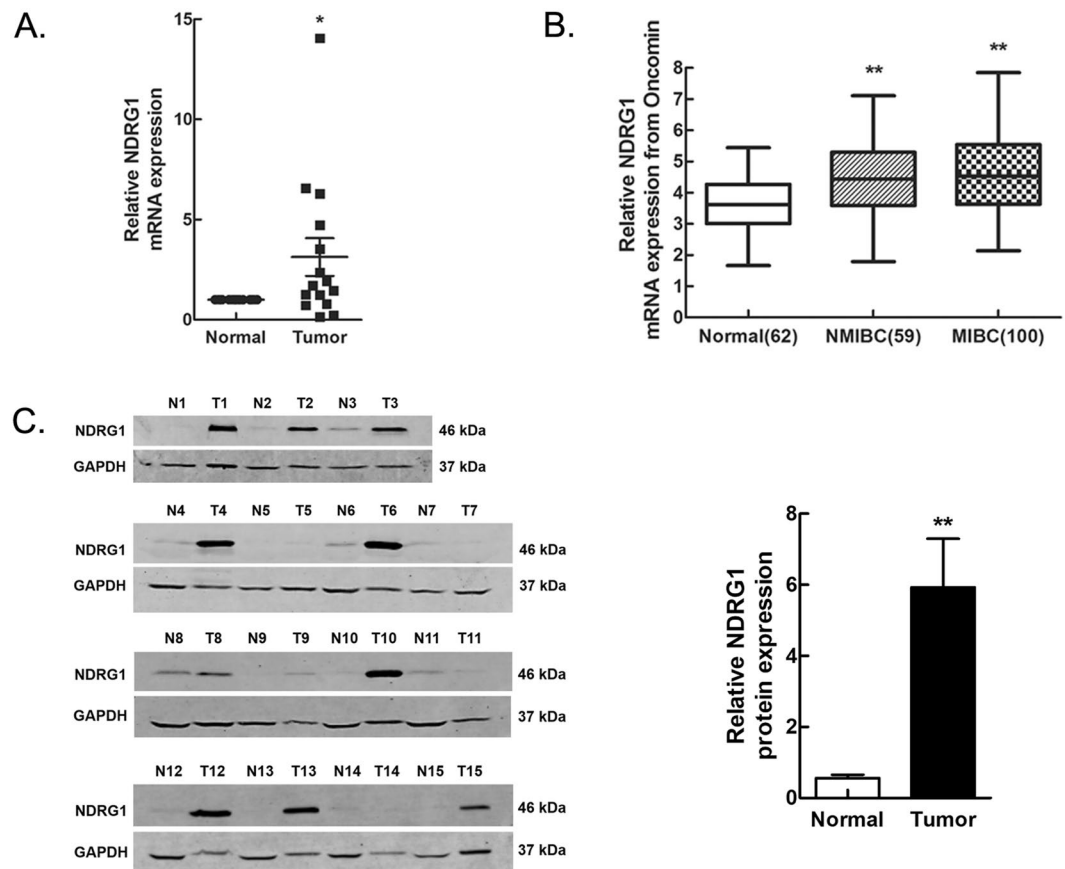 A.
Relative NDRG1
mRNA expression
15
10
5
0
*
Normal
Tumor
B.
Relative NDRG1
mRNA expression from Oncomin
8
7
6
5
4
3
2
1
0
**
**
Normal(62)
NMIBC(59)
MIBC(100)
C.
N1 T1 N2 T2 N3 T3
NDRG1 46 kDa
GAPDH 37 kDa
N4 T4 N5 T5 N6 T6 N7 T7
NDRG1 46 kDa
GAPDH 37 kDa
N8 T8 N9 T9 N10 T10 N11 T11
NDRG1 46 kDa
GAPDH 37 kDa
N12 T12 N13 T13 N14 T14 N15 T15
NDRG1 46 kDa
GAPDH 37 kDa
Relative NDRG1
protein expression
8
6
4
2
0
**
Normal
Tumor